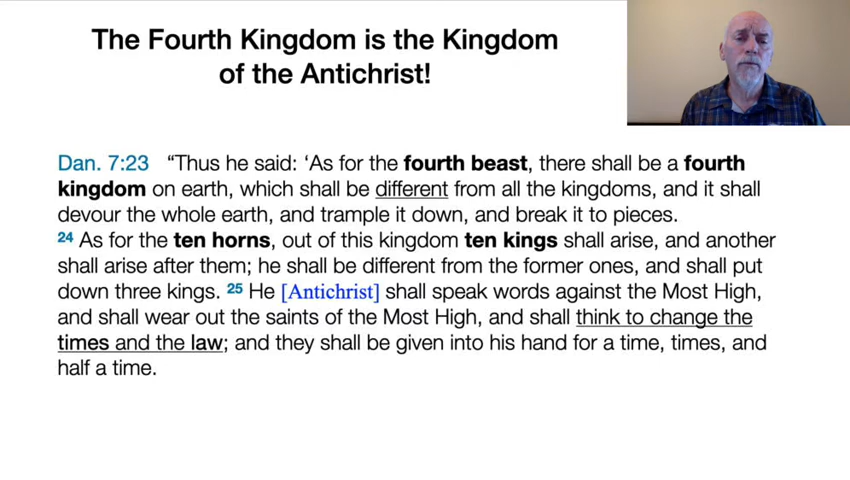 The Fourth Kingdom is the Kingdom
of the Antichrist!
Dan. 7:23 “Thus he said: ‘As for the fourth beast, there shall be a fourth
kingdom on earth, which shall be different from all the kingdoms, and it shall
devour the whole earth, and trample it down, and break it to pieces.
24 As for the ten horns, out of this kingdom ten kings shall arise, and another
shall arise after them; he shall be different from the former ones, and shall put
down three kings. 25 He [Antichrist] shall speak words against the Most High,
and shall wear out the saints of the Most High, and shall think to change the
times and the law; and they shall be given into his hand for a time, times, and
half a time.